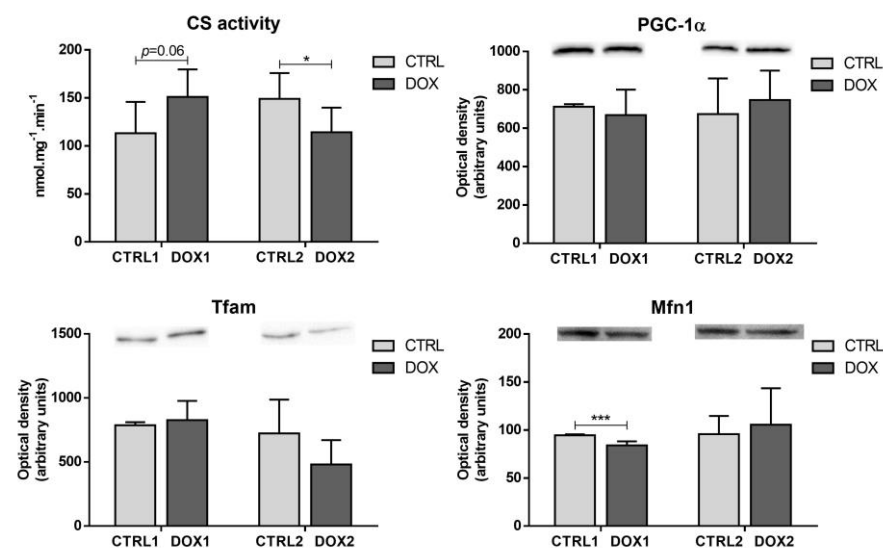 CS activity
nmol.mg-1.min-1
200
150
100
50
0
p=0.06
*
CTRL
DOX
CTRL1 DOX1 CTRL2 DOX2
PGC-1α
Optical density
(arbitrary units)
1000
800
600
400
200
0
CTRL
DOX
CTRL1 DOX1 CTRL2 DOX2
Tfam
Optical density
(arbitrary units)
1500
1000
500
0
CTRL
DOX
CTRL1 DOX1 CTRL2 DOX2
Mfn1
Optical density
(arbitrary units)
200
150
100
50
0
***
CTRL
DOX
CTRL1 DOX1 CTRL2 DOX2